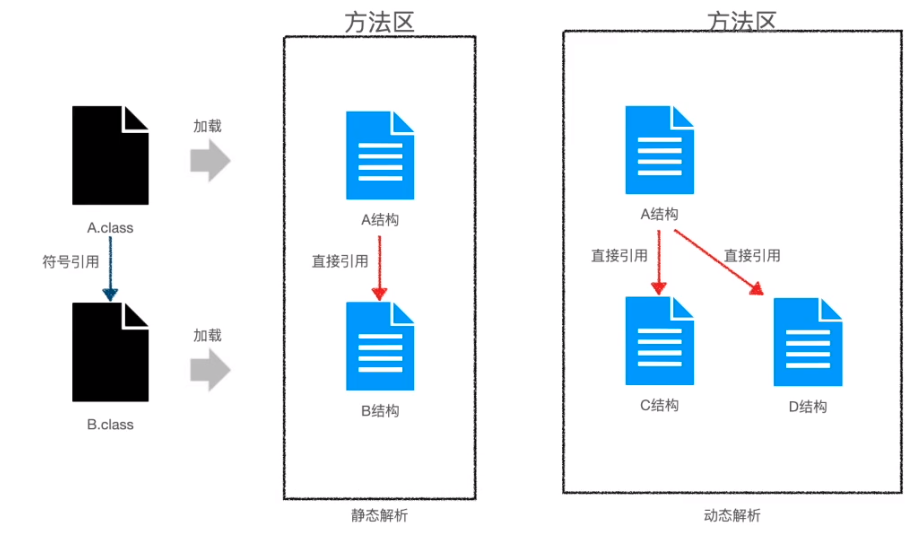 方法区
方法区
加载
A.class
A结构
A结构
符号引用
直接引用
直接引用
直接引用
加载
B.class
B结构
C结构
D结构
静态解析
动态解析